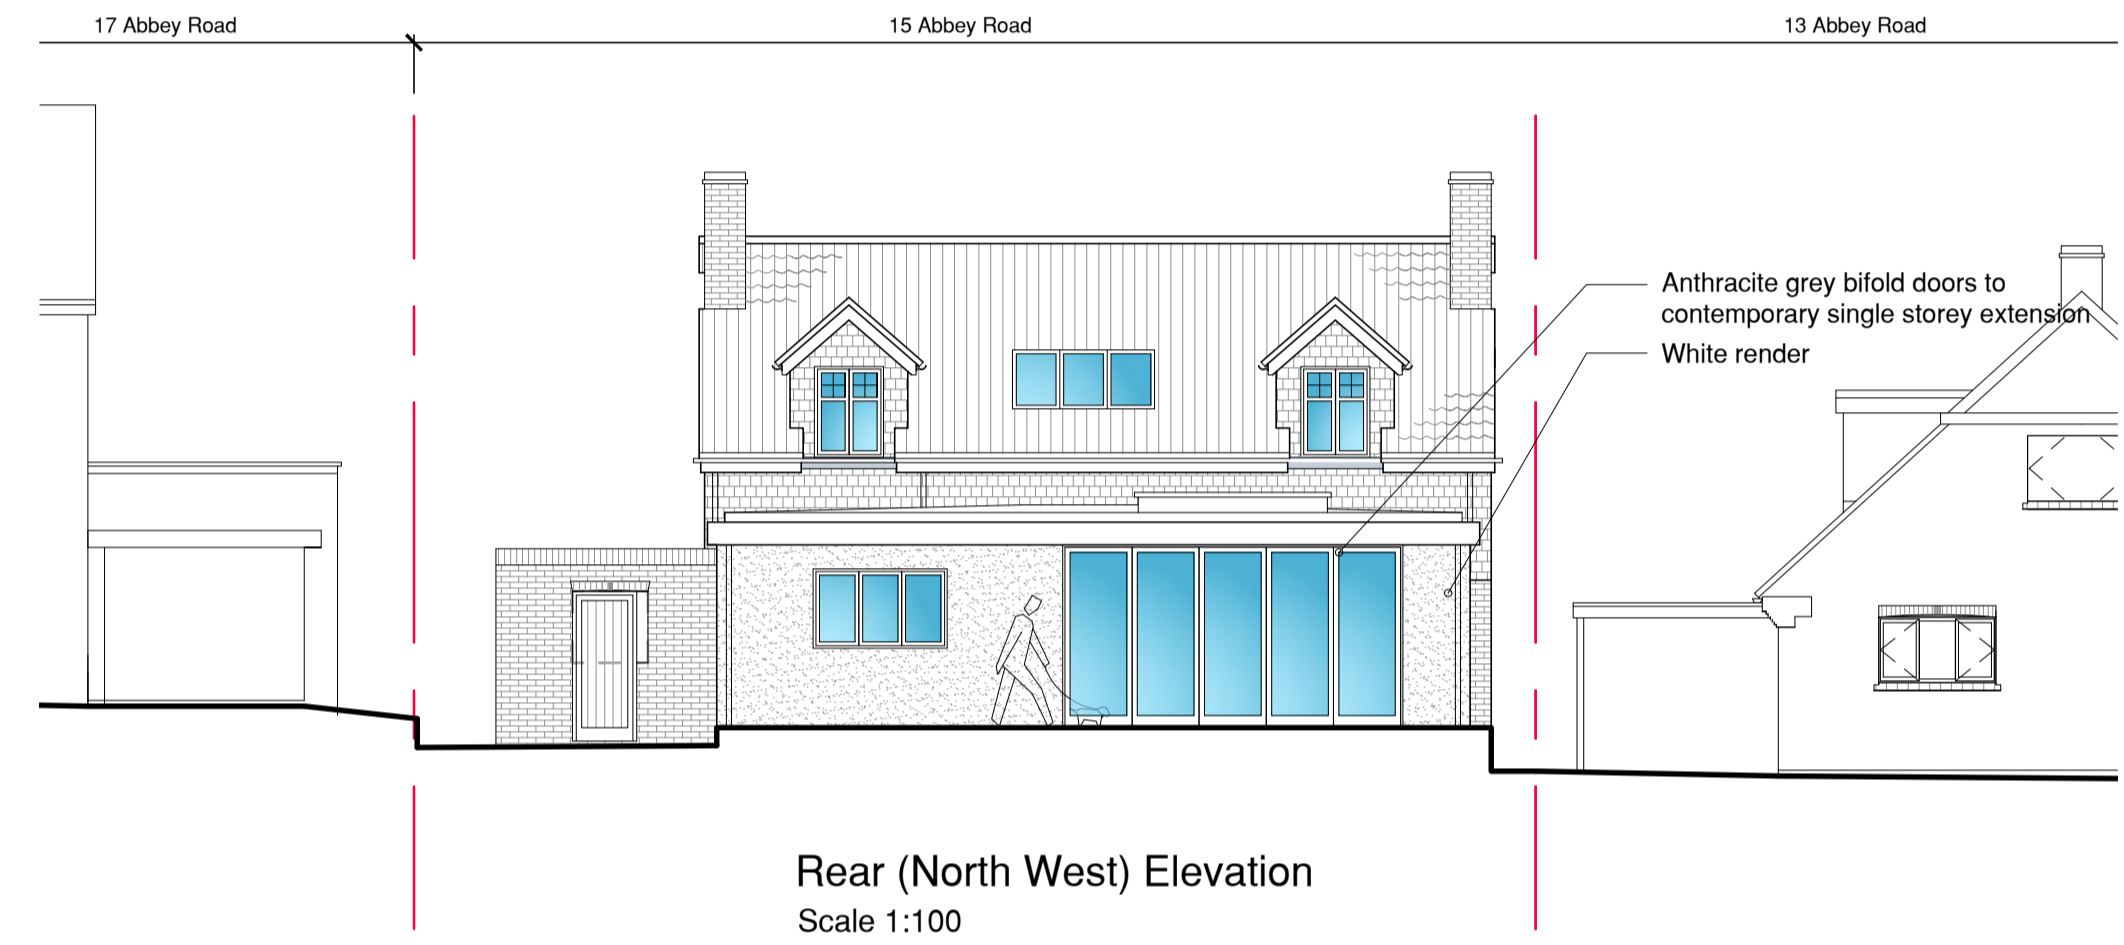 17 Abbey Road
15 Abbey Road
13 Abbey Road
Anthracite grey bifold doors to
contemporary single storey extension
White render
Rear (North West) Elevation
Scale 1:100